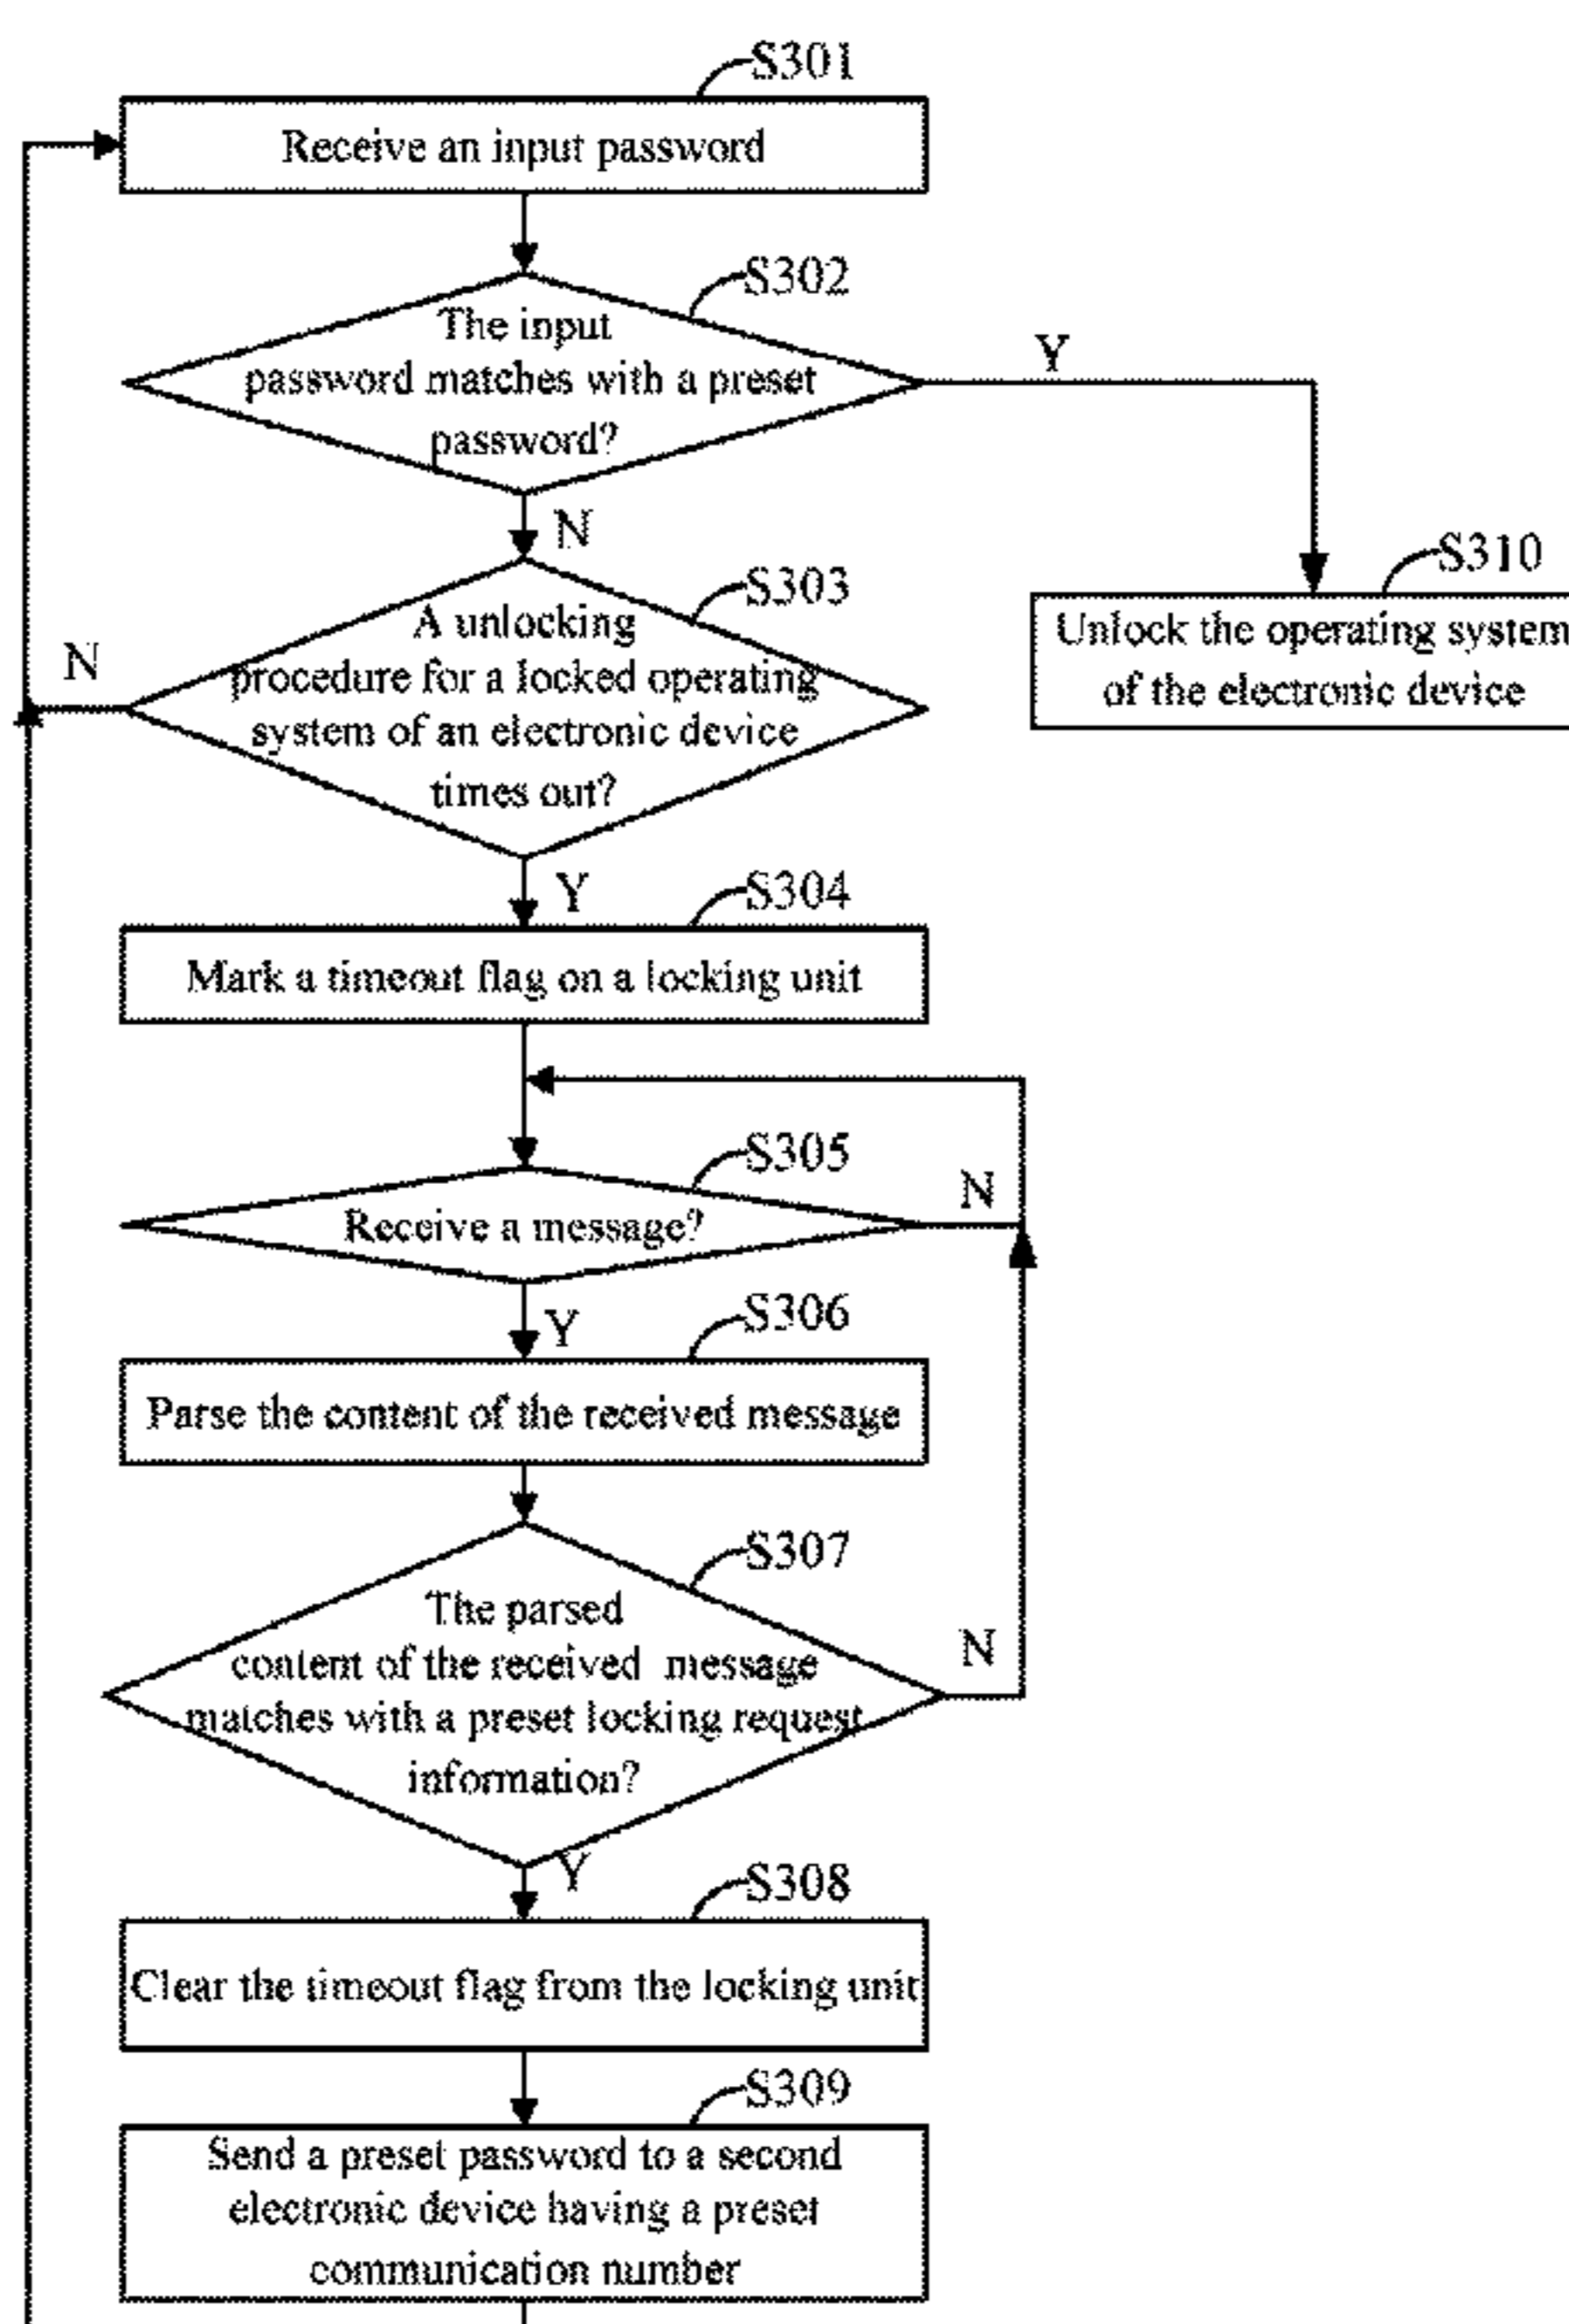 S301
Receive an input password
S302
The input
password matches with a preset
password?
Y
N
S310
Unlock the operating system
of the electronic device
S303
A unlocking
procedure for a locked operating
system of an electronic device
times out?
N
Y
S304
Mark a timeout flag on a locking unit
S305
Receive a message?
N
Y
S306
Parse the content of the received message
S307
The parsed
content of the received message
matches with a preset locking request
information?
N
Y
S308
Clear the timeout flag from the locking unit
S309
Send a preset password to a second
electronic device having a preset
communication number